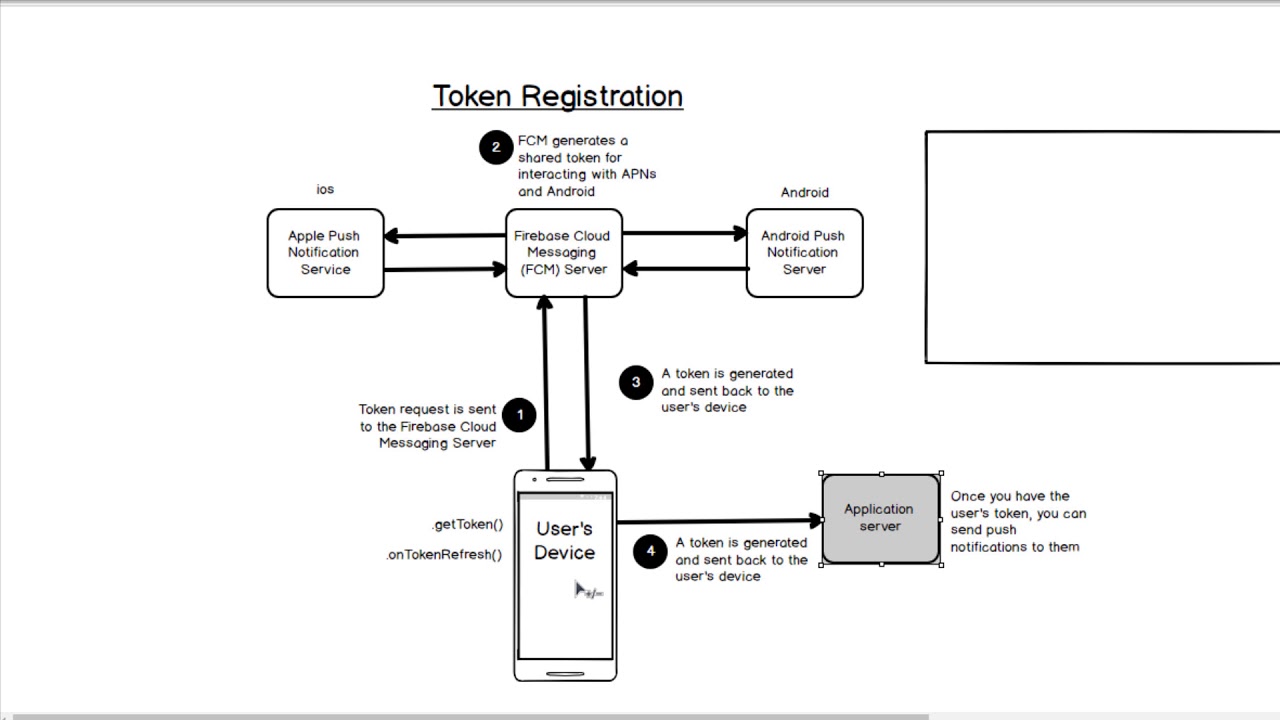 Token Registration
2
FCM generates a
shared token for
interacting with APNs
and Android
ios
Android
Apple Push
Notification
Service
Firebase Cloud
Messaging
(FCM) Server
Android Push
Notification
Server
3
A token is generated
and sent back to the
user's device
1
Token request is sent
to the Firebase Cloud
Messaging Server
.getToken()
.onTokenRefresh()
User's
Device
4
A token is generated
and sent back to the
user's device
Application
server
Once you have the
user's token, you can
send push
notifications to them